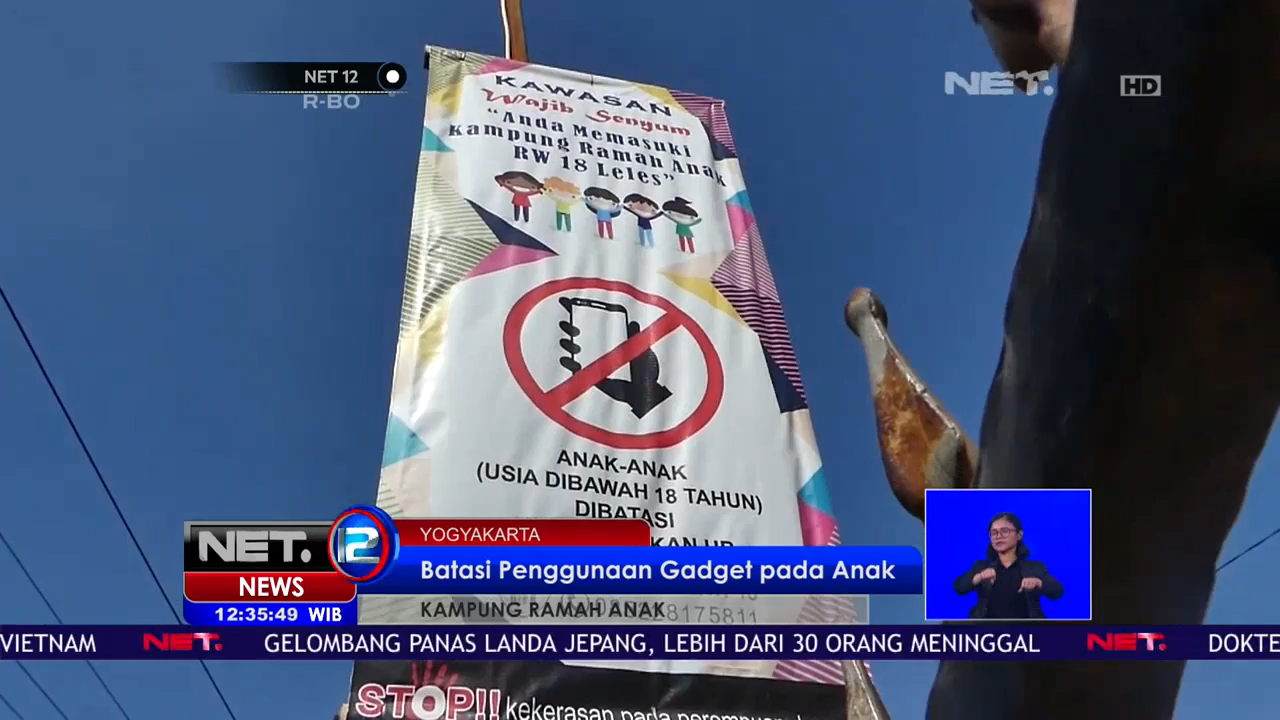 NET 12
R-BO
NET.
HD
KAWASAN
Wajib Senyum
"Anda Memasuki
Kampung Ramah Anak
RW 18 Leles"
ANAK-ANAK
(USIA DIBAWAH 18 TAHUN)
DIBATASI
NET. 12
NEWS
12:35:49 WIB
YOGYAKARTA
Batasi Penggunaan Gadget pada Anak
KAMPUNG RAMAH ANAK
8175811
VIETNAM NET. GELOMBANG PANAS LANDA JEPANG, LEBIH DARI 30 ORANG MENINGGAL NET. DOKTE
STOP!! kekerasan pada perempuan